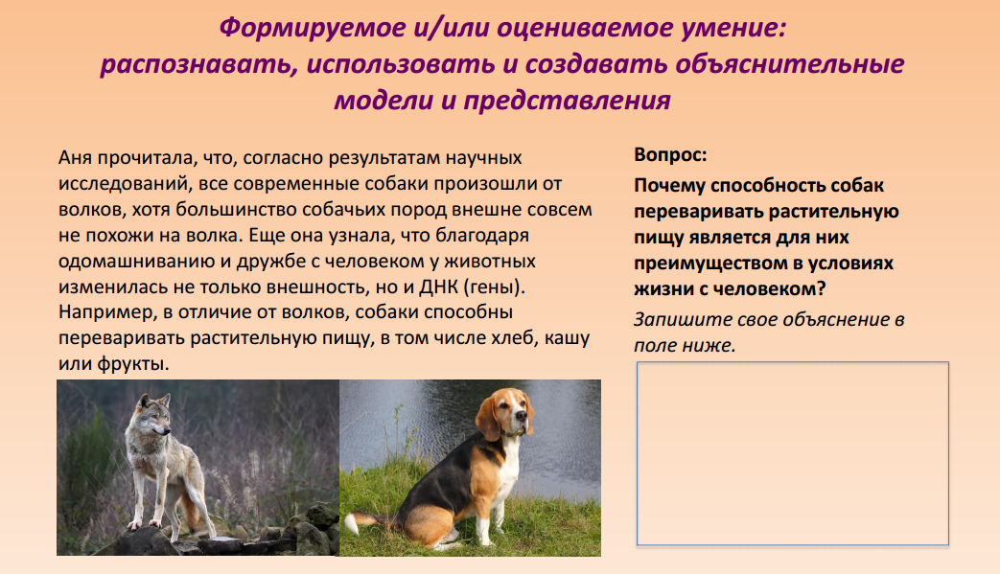 Формируемое и/или оцениваемое умение:
распознавать, использовать и создавать объяснительные
модели и представления
Аня прочитала, что, согласно результатам научных
исследований, все современные собаки произошли от
волков, хотя большинство собачьих пород внешне совсем
не похожи на волка. Еще она узнала, что благодаря
одомашниванию и дружбе с человеком у животных
изменилась не только внешность, но и ДНК (гены).
Например, в отличие от волков, собаки способны
переваривать растительную пищу, в том числе хлеб, кашу
или фрукты.
Вопрос:
Почему способность собак
переваривать растительную
пищу является для них
преимуществом в условиях
жизни с человеком?
Запишите свое объяснение в
поле ниже.